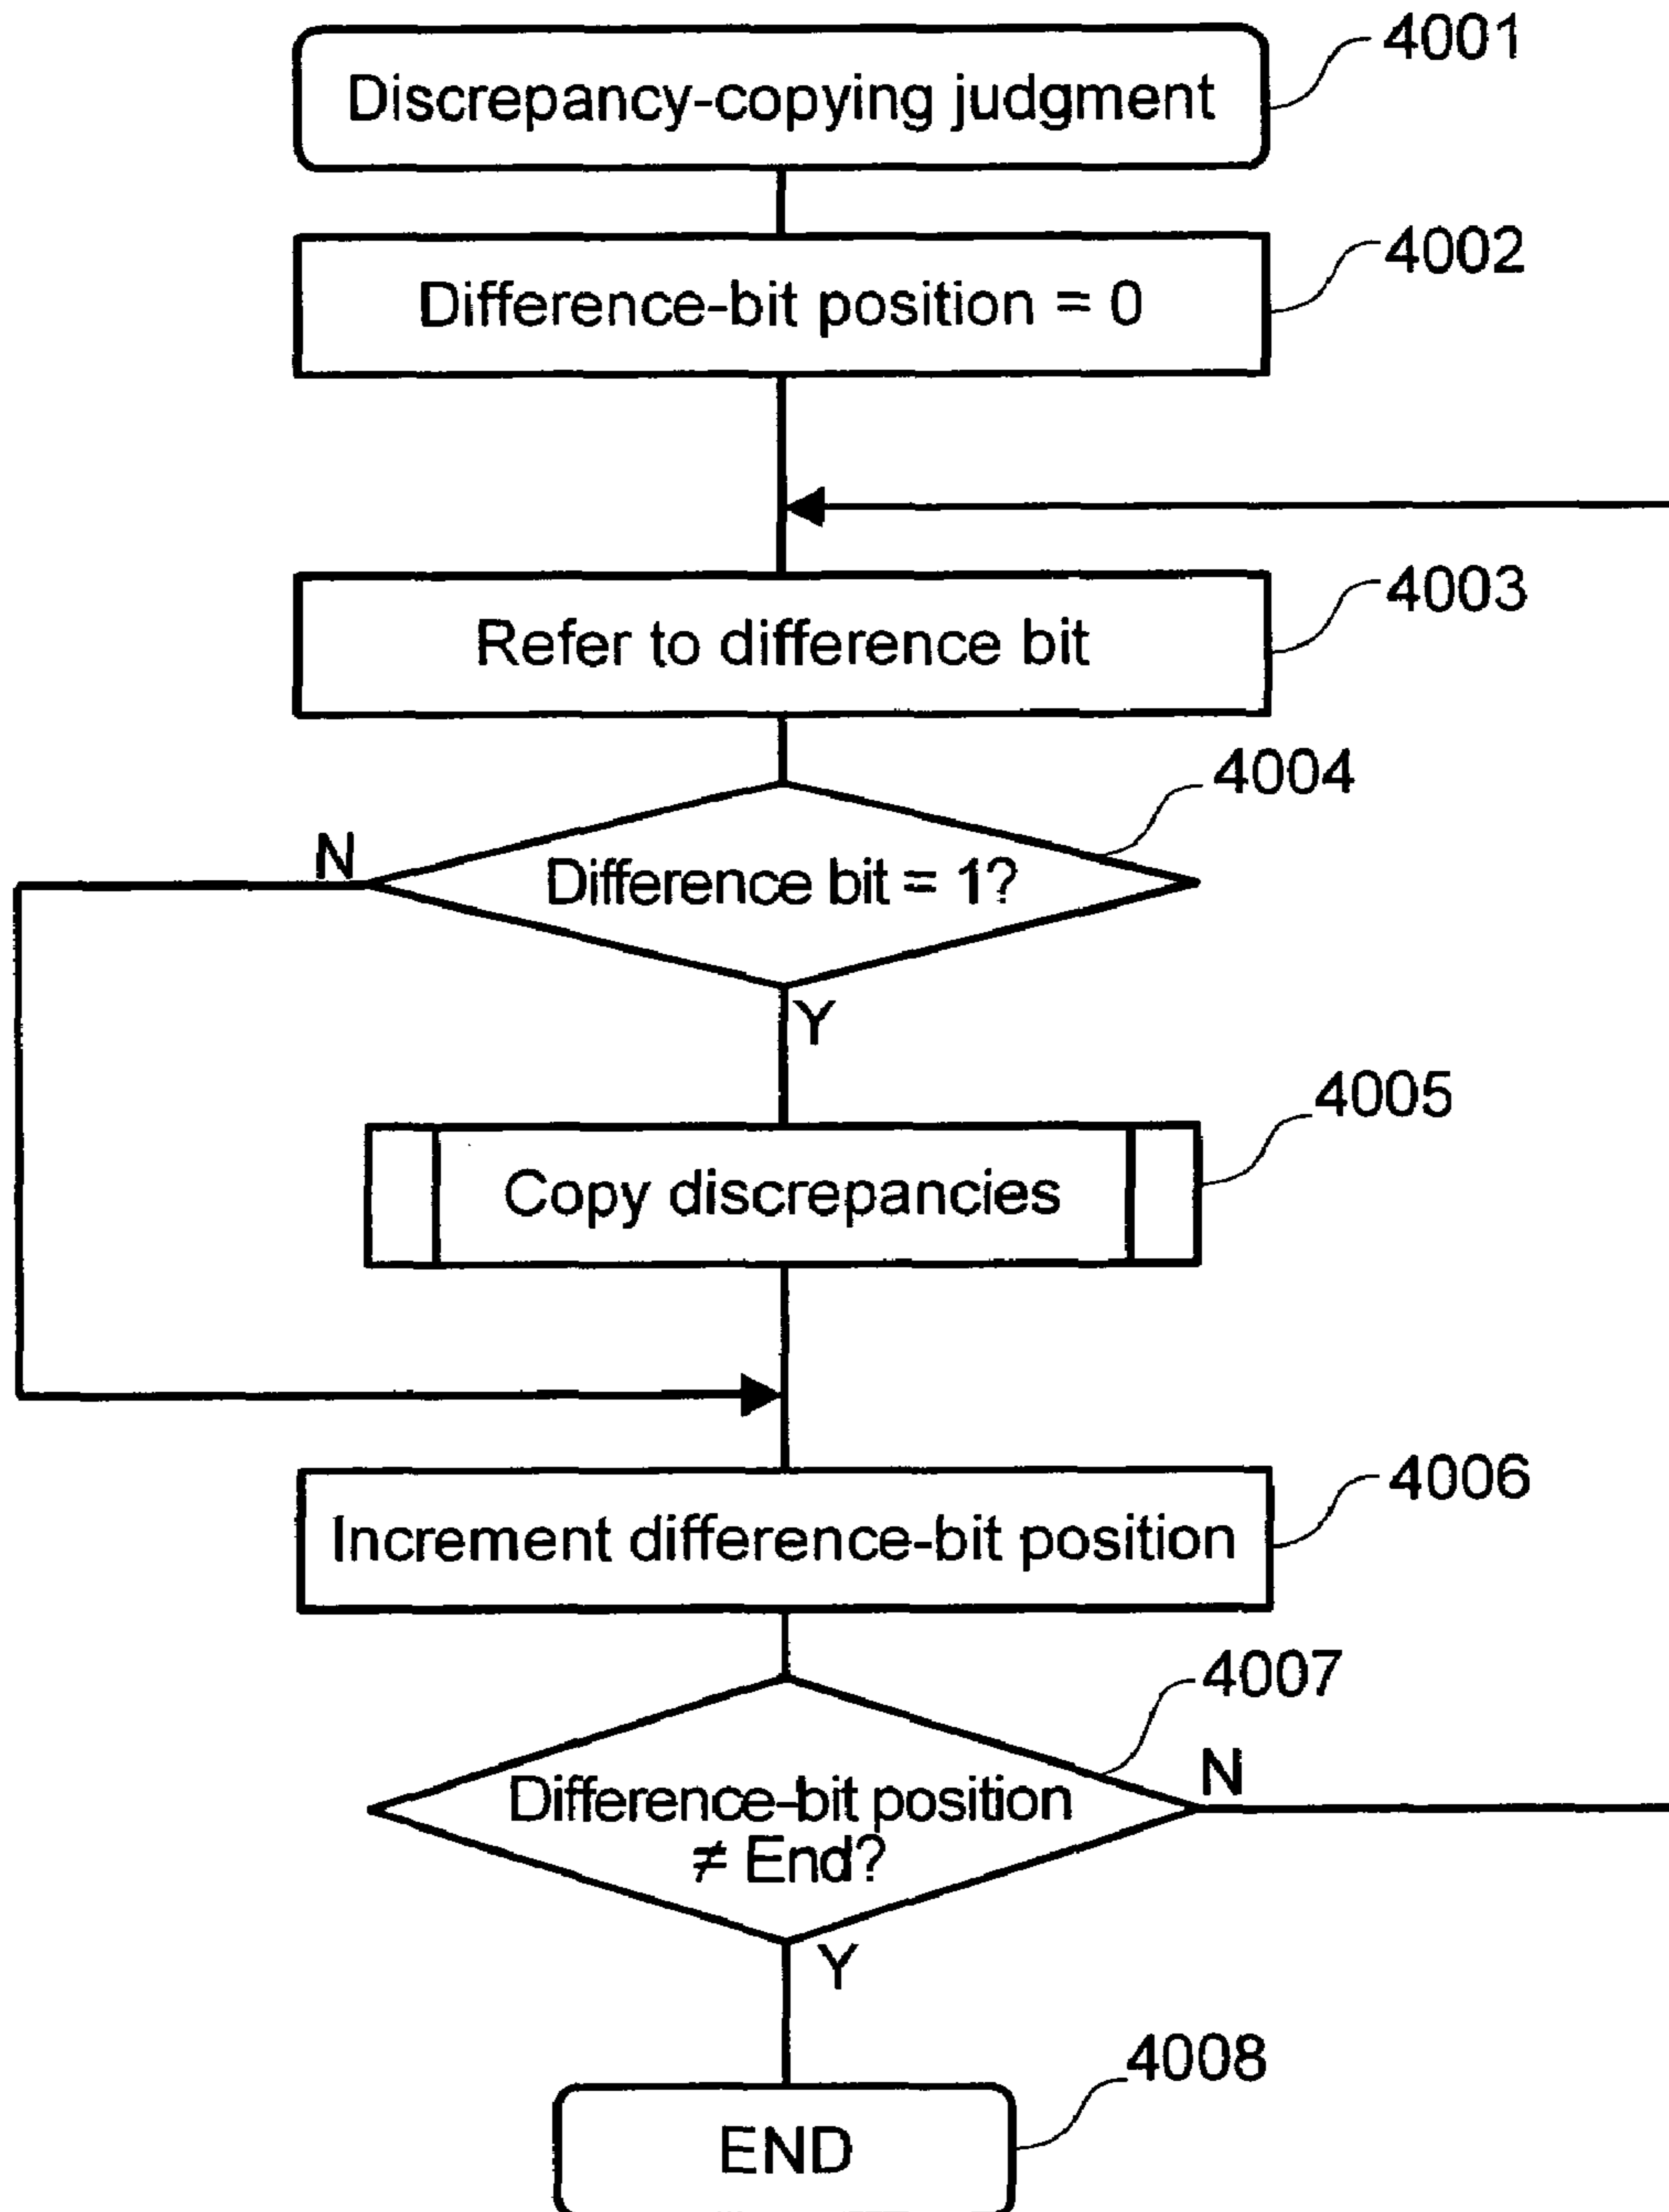 4001
Discrepancy-copying judgment
4002
Difference-bit position = 0
4003
Refer to difference bit
4004
N
Difference bit = 1?
Y
4005
Copy discrepancies
4006
Increment difference-bit position
4007
N
Difference-bit position
≠ End?
Y
4008
END